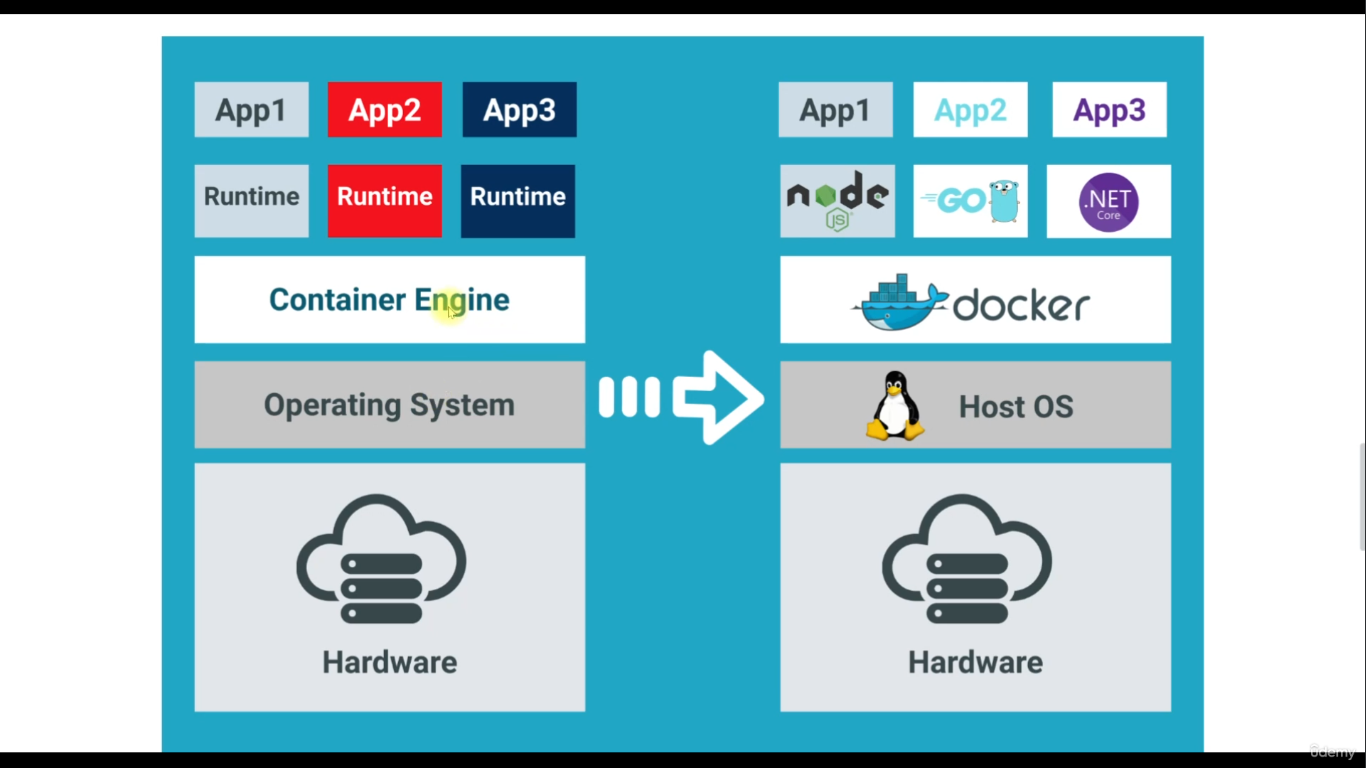 App1 App2 App3
Runtime Runtime Runtime
Container Engine
Operating System
Hardware
App1 App2 App3
node JS GO .NET Core
docker
Host OS
Hardware
ûdemy